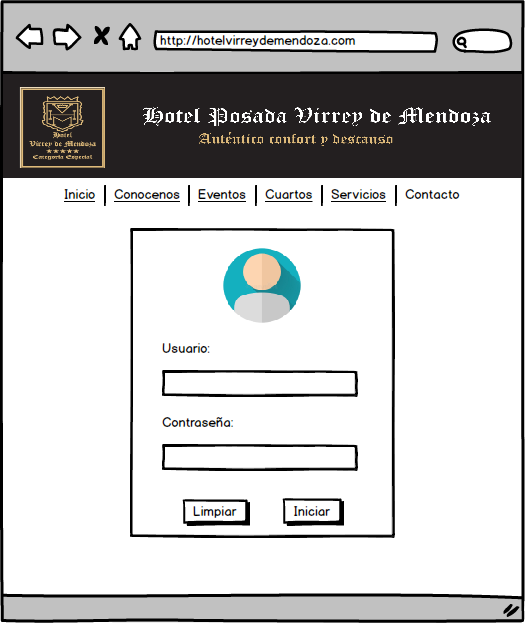 http://hotelvirreydemendoza.com
Hotel
Virrey de Mendoza
Categoría Especial
Hotel Posada Virrey de Mendoza
Auténtico confort y descanso
Inicio Conocenos Eventos Cuartos Servicios Contacto
Usuario:
Contraseña:
Limpiar Iniciar